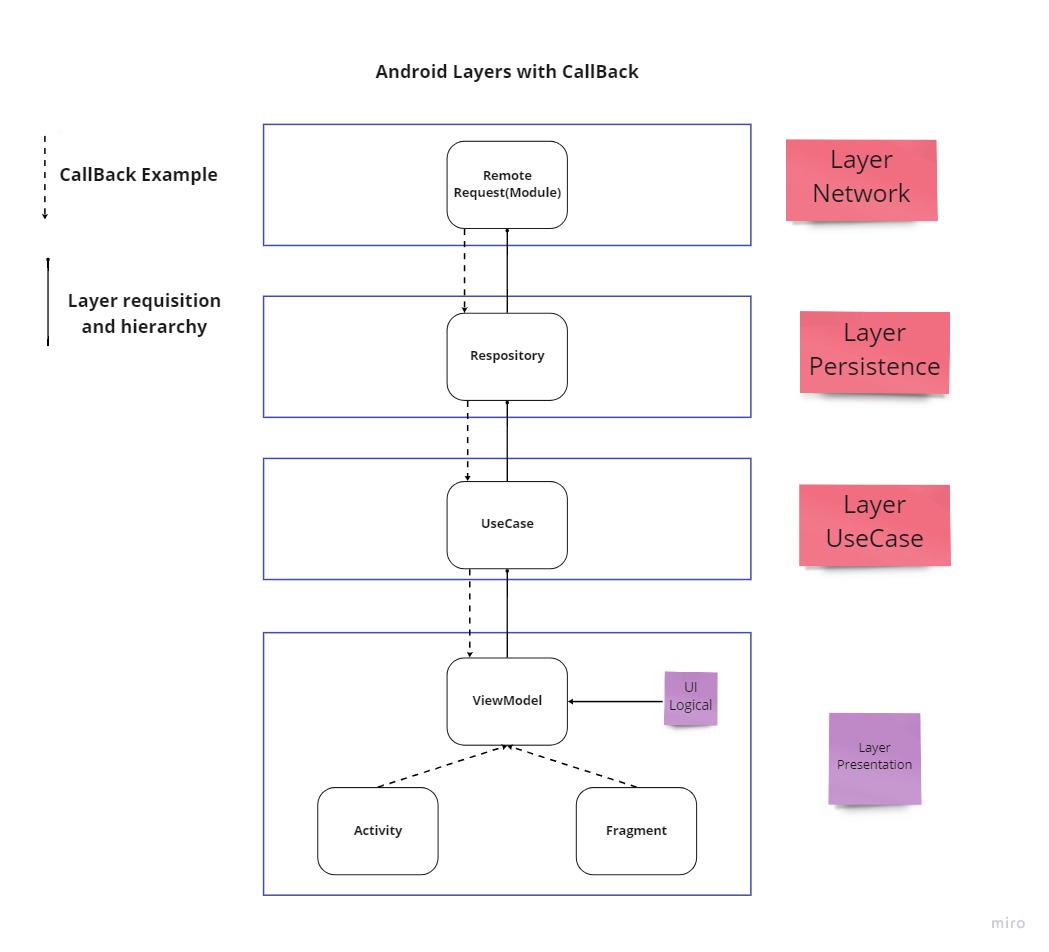 Android Layers with CallBack
CallBack Example
Layer requisition
and hierarchy
Remote
Request(Module)
Layer
Network
Respository
Layer
Persistence
UseCase
Layer
UseCase
ViewModel
UI
Logical
Layer
Presentation
Activity
Fragment
miro